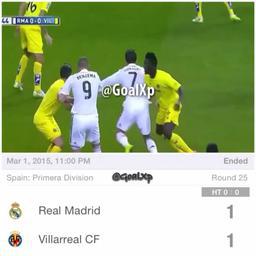 44 RMA 0-0 VIL
16
BENZEMA
9
7
@GoalXp
Mar 1, 2015, 11:00 PM Ended
Spain: Primera Division @GoalXp Round 25
HT 0 : 0
Real Madrid 1
Villarreal CF 1